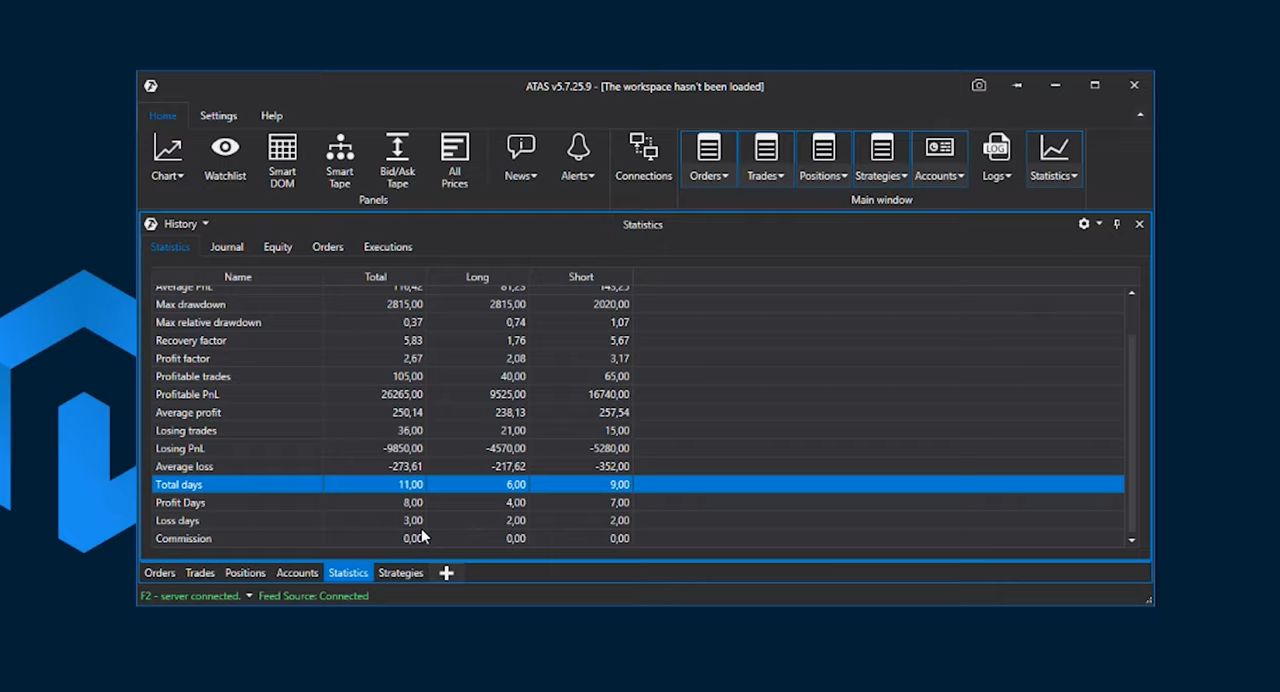 ATAS v5.7.25.9 - [The workspace hasn't been loaded]
Home Settings Help
Chart Watchlist Smart DOM Smart Tape Bid/Ask Tape All Prices News Alerts Connections Orders Trades Positions Strategies Accounts LOG Logs Statistics
Panels Main window
History Statistics
Statistics Journal Equity Orders Executions
Name Total Long Short
Average PnL 116,42 81,23 143,25
Max drawdown 2815,00 2815,00 2020,00
Max relative drawdown 0,37 0,74 1,07
Recovery factor 5,83 1,76 5,67
Profit factor 2,67 2,08 3,17
Profitable trades 105,00 40,00 65,00
Profitable PnL 26265,00 9525,00 16740,00
Average profit 250,14 238,13 257,54
Losing trades 36,00 21,00 15,00
Losing PnL -9850,00 -4570,00 -5280,00
Average loss -273,61 -217,62 -352,00
Total days 11,00 6,00 9,00
Profit Days 8,00 4,00 7,00
Loss days 3,00 2,00 2,00
Commission 0,00 0,00 0,00
Orders Trades Positions Accounts Statistics Strategies
F2 - server connected. Feed Source: Connected